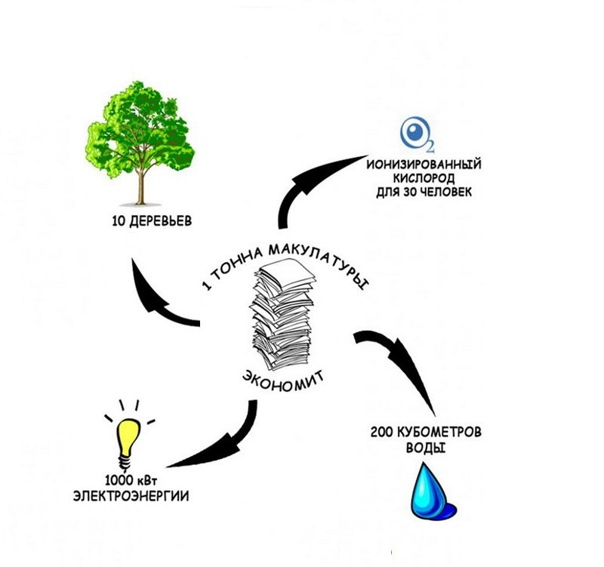 1 ТОННА МАКУЛАТУРЫ
ЭКОНОМИТ
10 ДЕРЕВЬЕВ
O2
ИОНИЗИРОВАННЫЙ
КИСЛОРОД
ДЛЯ 30 ЧЕЛОВЕК
200 КУБОМЕТРОВ
ВОДЫ
1000 кВт
ЭЛЕКТРОЭНЕРГИИ